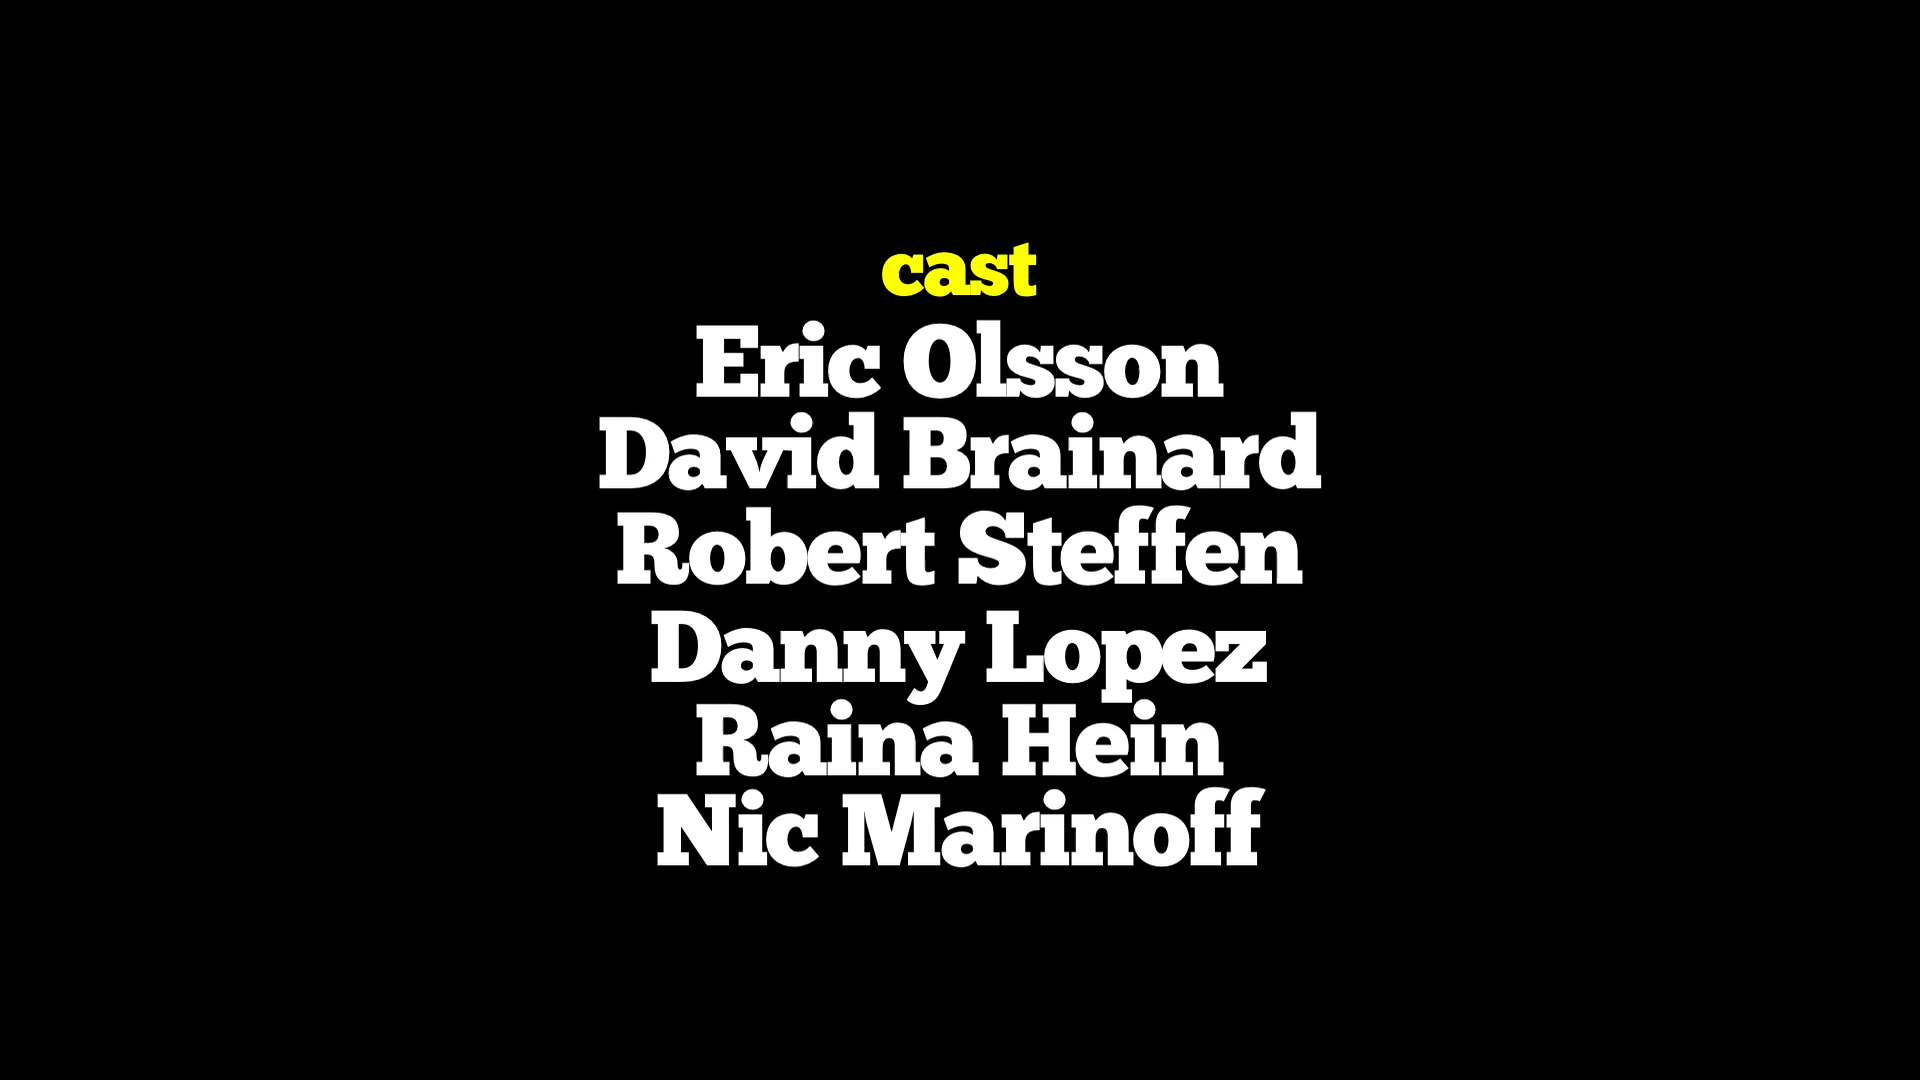 cast
Eric Olsson
David Brainard
Robert Steffen
Danny Lopez
Raina Hein
Nic Marinoff